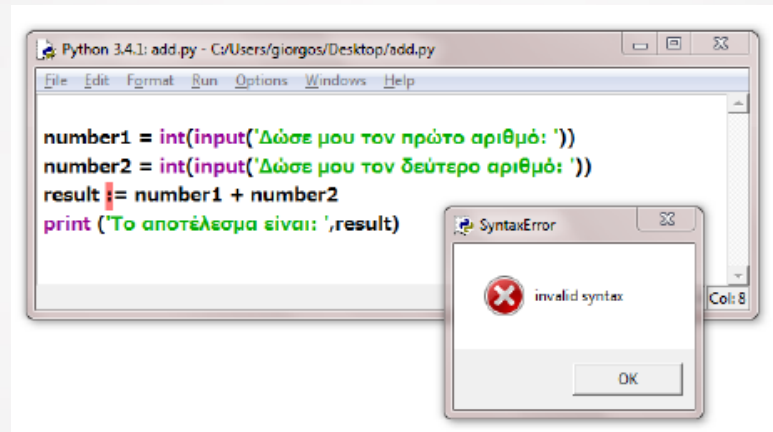 Python 3.4.1: add.py - C:/Users/giorgos/Desktop/add.py
File Edit Format Run Options Windows Help
number1 = int(input('Δώσε μου τον πρώτο αριθμό: '))
number2 = int(input('Δώσε μου τον δεύτερο αριθμό: '))
result := number1 + number2
print ('Το αποτέλεσμα είναι: ',result)
SyntaxError
invalid syntax
Col: 8
OK